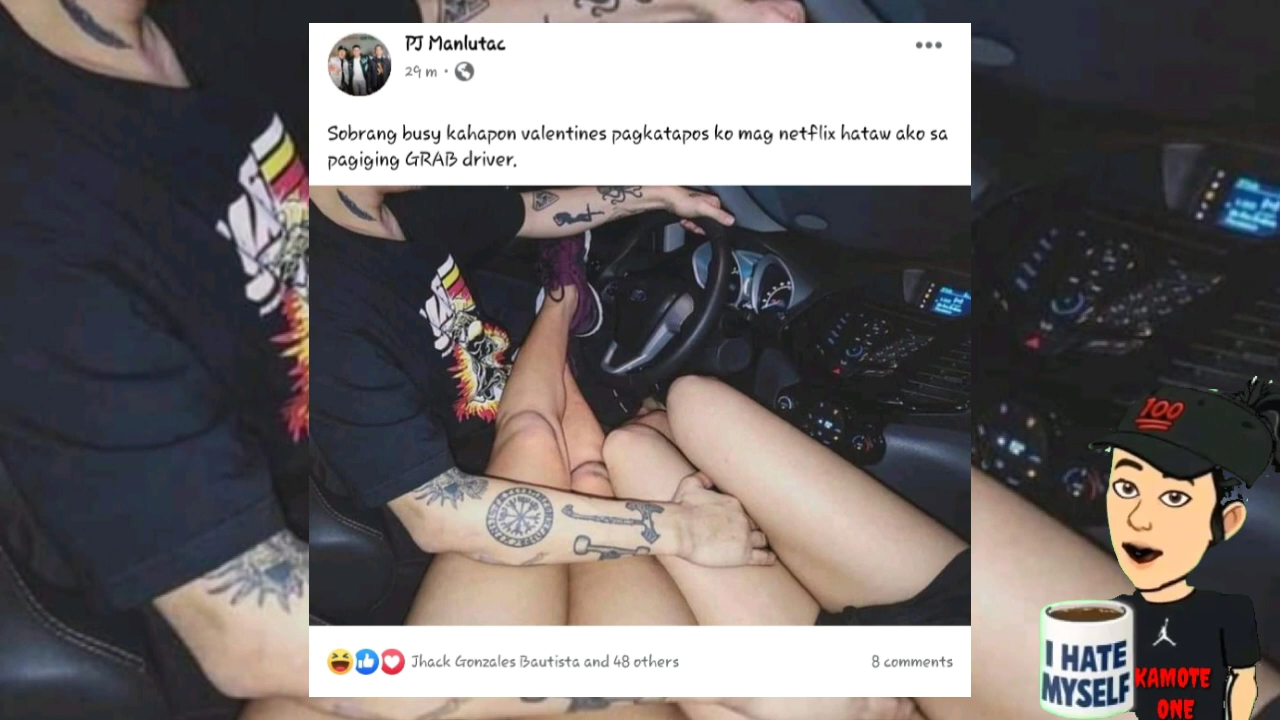 PJ Manlutac
29 m
Sobrang busy kahapon valentines pagkatapos ko mag netflix hataw ako sa
pagiging GRAB driver.
Jhack Gonzales Bautista and 48 others
8 comments
100
I HATE
MYSELF
KAMOTE
ONE